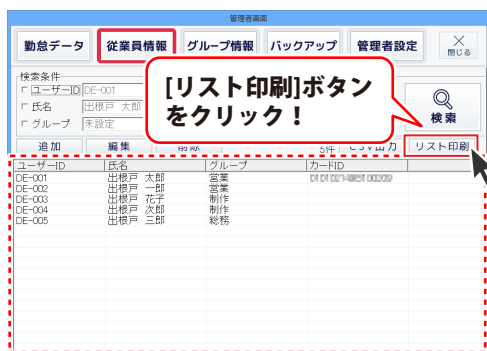 管理者画面
勤怠データ 従業員情報 グループ情報 バックアップ 管理者設定 閉じる
検索条件
ユーザーID DE-001
氏名 出根戸 太郎
グループ 未設定
検索
[リスト印刷]ボタン
をクリック！
追加 編集 削除 5件 CSV出力 リスト印刷
ユーザーID 氏名 グループ カードID
DE-001 出根戸 太郎 営業
DE-002 出根戸 一郎 営業
DE-003 出根戸 花子 制作
DE-004 出根戸 次郎 制作
DE-005 出根戸 三郎 総務